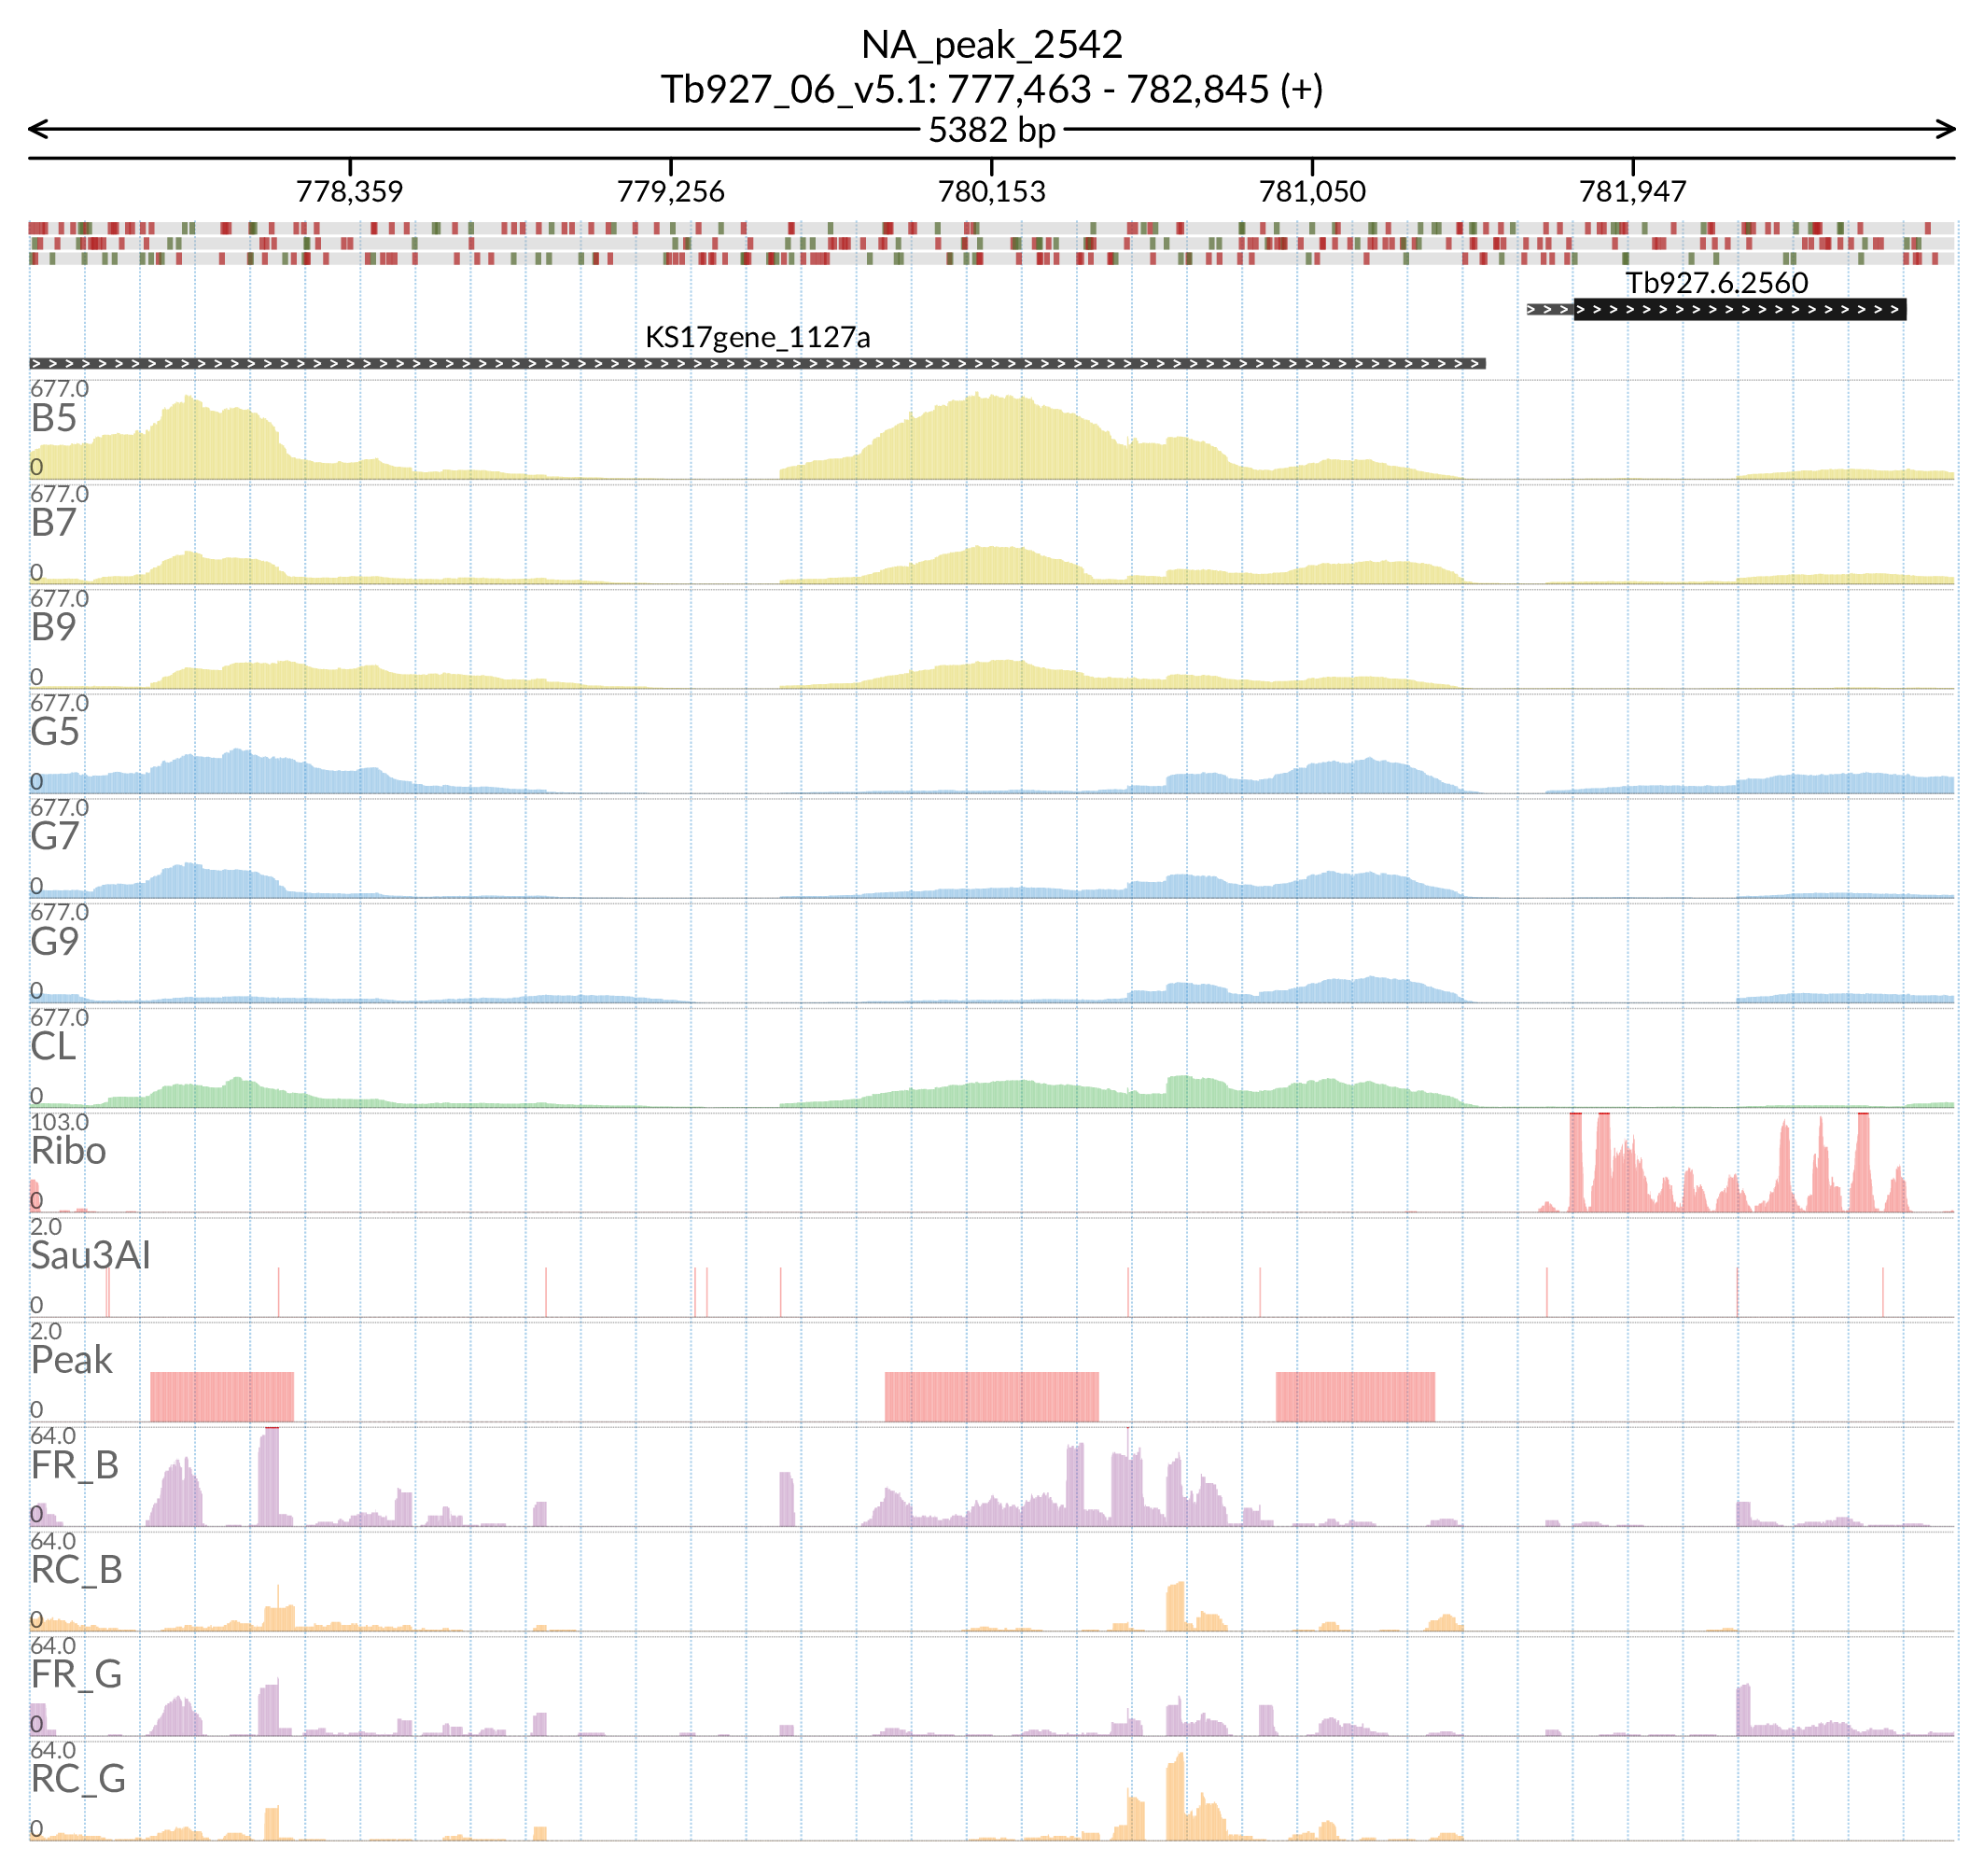 NA_peak_2542
Tb927_06_v5.1: 777,463 - 782,845 (+)
5382 bp
778,359 779,256 780,153 781,050 781,947
Tb927.6.2560
KS17gene_1127a
677.0
B5
0
677.0
B7
0
677.0
B9
0
677.0
G5
0
677.0
G7
0
677.0
G9
0
677.0
CL
0
103.0
Ribo
0
2.0
Sau3AI
0
2.0
Peak
0
64.0
FR_B
0
64.0
RC_B
0
64.0
FR_G
0
64.0
RC_G
0